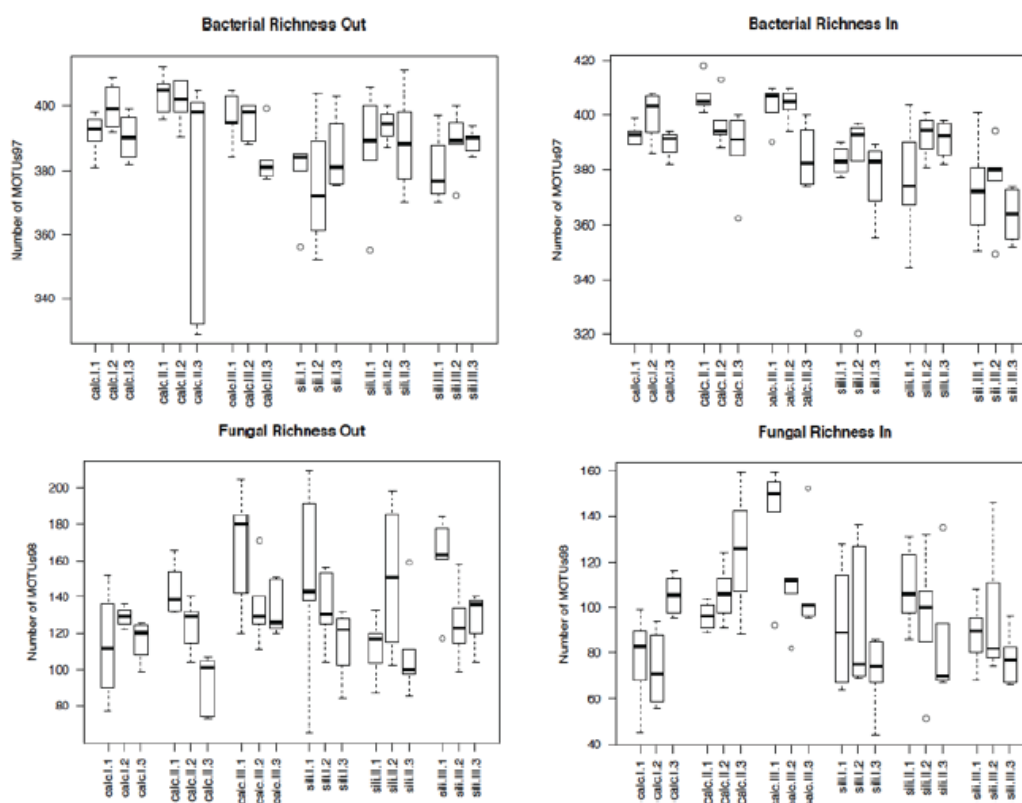 Bacterial Richness Out
Number of MOTUs97
400
380
360
340
calc.I.1
calc.I.2
calc.I.3
calc.II.1
calc.II.2
calc.II.3
calc.III.1
calc.III.2
calc.III.3
sili.I.1
sili.I.2
sili.I.3
sili.II.1
sili.II.2
sili.II.3
sili.III.1
sili.III.2
sili.III.3
Bacterial Richness In
Number of MOTUs97
420
400
380
360
340
320
calc.I.1
calc.I.2
calc.I.3
calc.II.1
calc.II.2
calc.II.3
calc.III.1
calc.III.2
calc.III.3
sili.I.1
sili.I.2
sili.I.3
sili.II.1
sili.II.2
sili.II.3
sili.III.1
sili.III.2
sili.III.3
Fungal Richness Out
Number of MOTUs98
200
180
160
140
120
100
80
calc.I.1
calc.I.2
calc.I.3
calc.II.1
calc.II.2
calc.II.3
calc.III.1
calc.III.2
calc.III.3
sili.I.1
sili.I.2
sili.I.3
sili.II.1
sili.II.2
sili.II.3
sili.III.1
sili.III.2
sili.III.3
Fungal Richness In
Number of MOTUs98
160
140
120
100
80
60
40
calc.I.1
calc.I.2
calc.I.3
calc.II.1
calc.II.2
calc.II.3
calc.III.1
calc.III.2
calc.III.3
sili.I.1
sili.I.2
sili.I.3
sili.II.1
sili.II.2
sili.II.3
sili.III.1
sili.III.2
sili.III.3